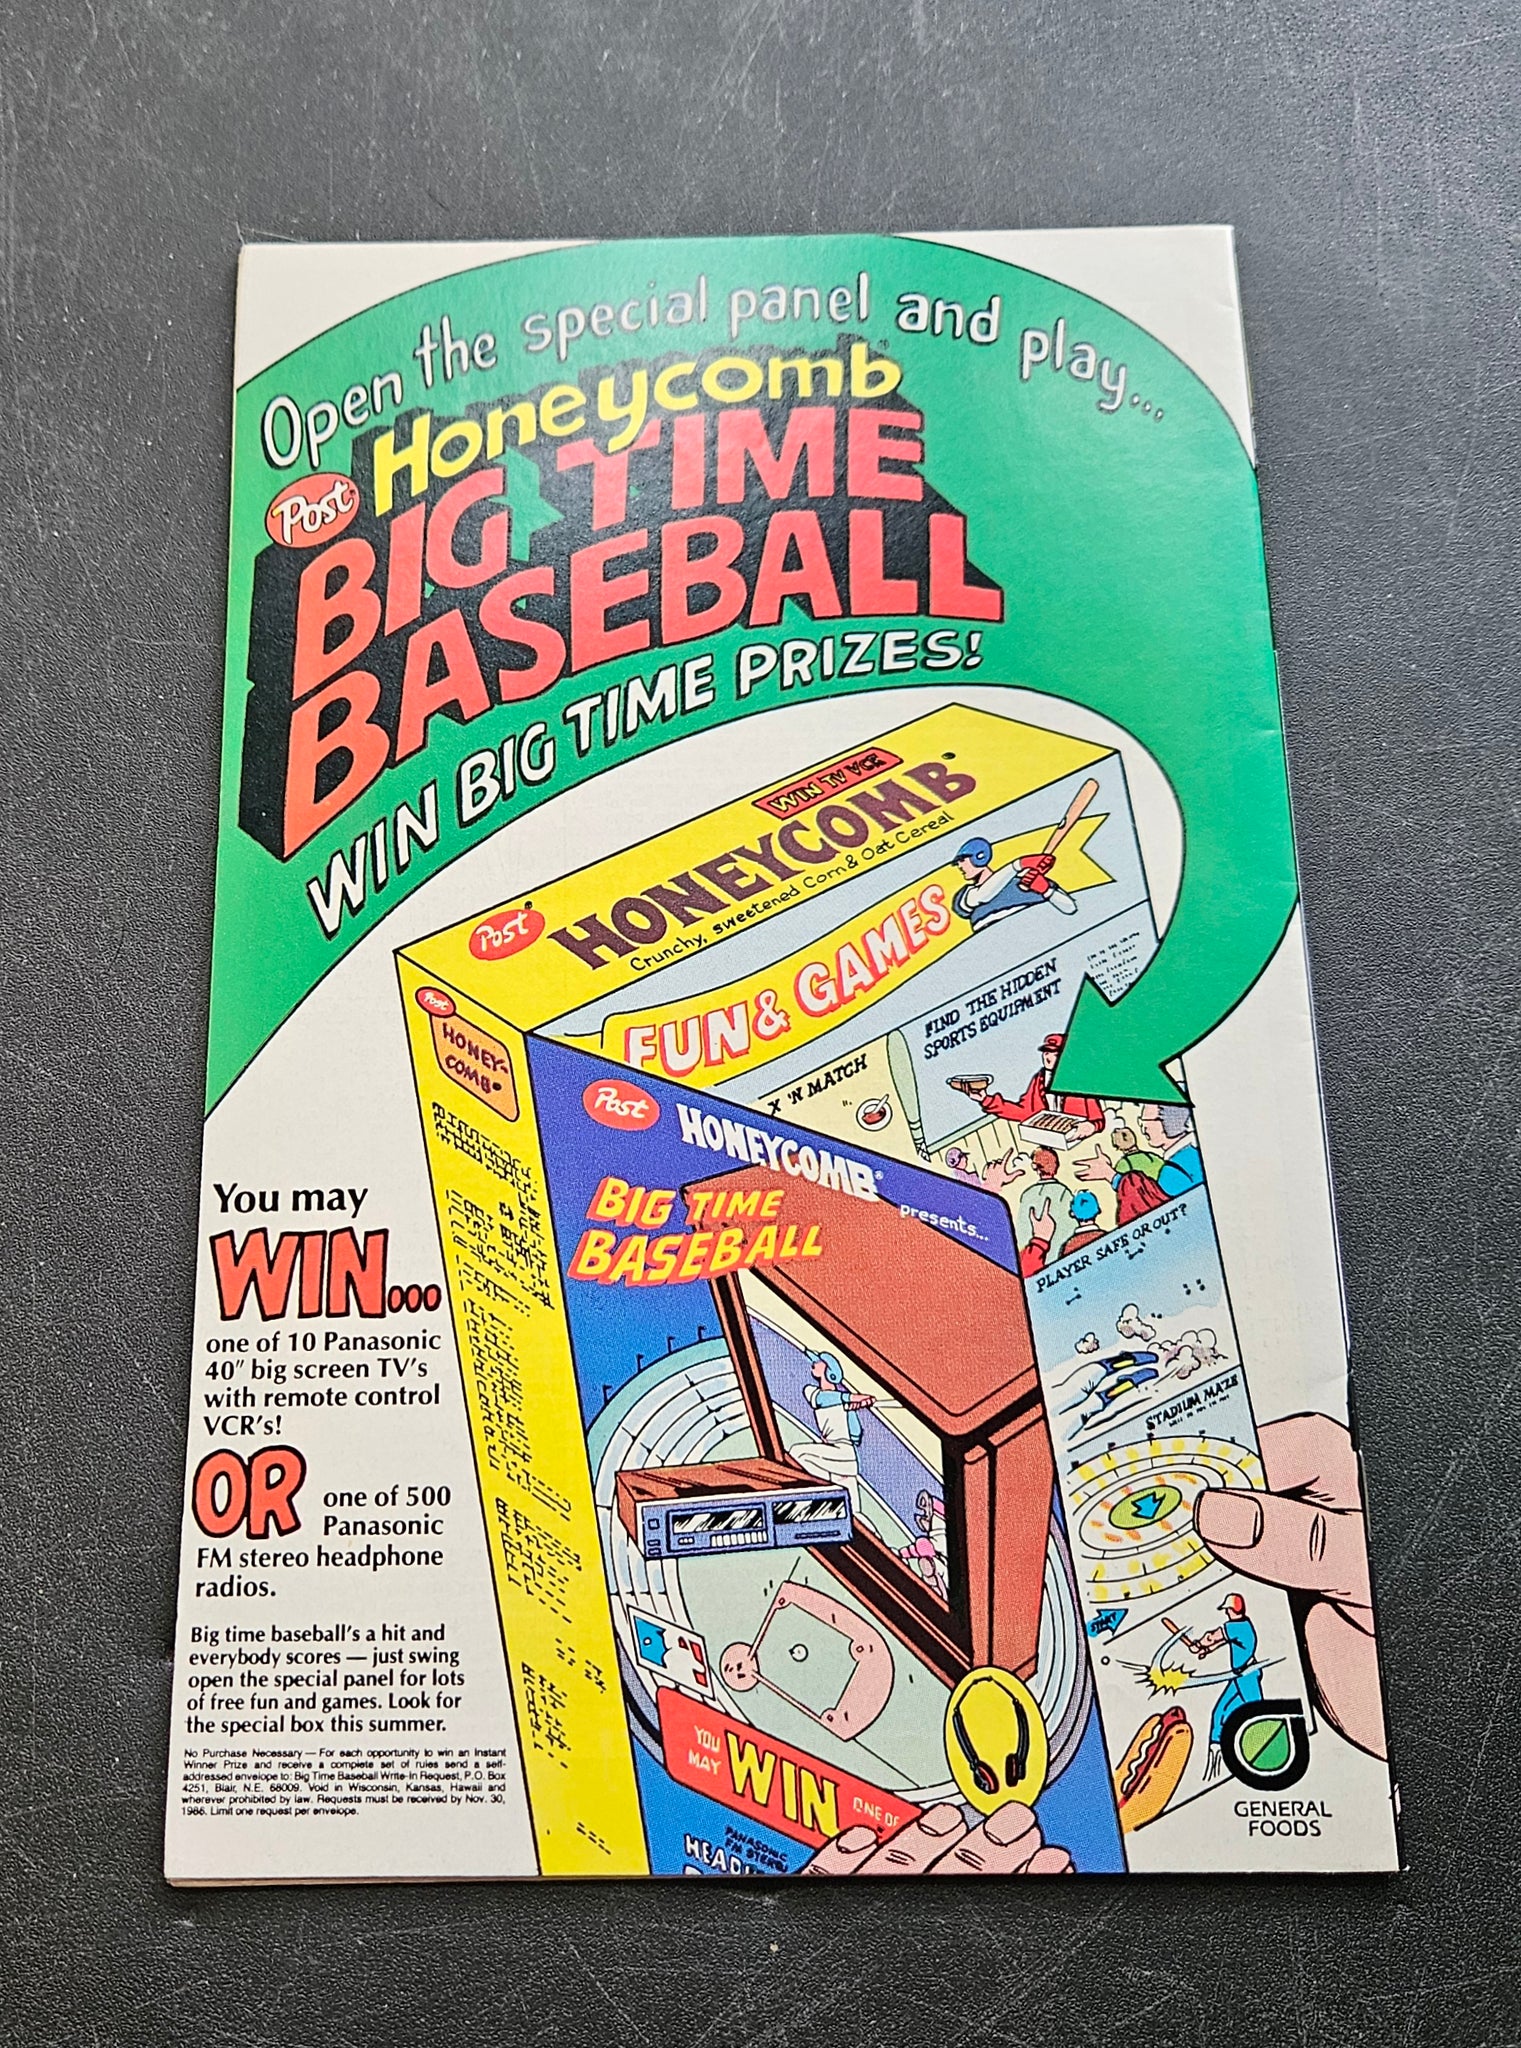 Open the special panel and play...
Post
Honeycomb
BIG TIME
BASEBALL
WIN BIG TIME PRIZES!
WIN TV VCR
Post
HONEYCOMB
Crunchy, sweetened Corn & Oat Cereal
FUN & GAMES
FIND THE HIDDEN
SPORTS EQUIPMENT
X 'N MATCH
Post
HONEY-
COMB
Post HONEYCOMB
presents...
BIG TIME
BASEBALL
PLAYER SAFE OR OUT?
STADIUM MAZE
START
YOU
MAY
WIN
ONE OF
PANASONIC
FM STEREO
HEAD
You may
WIN...
one of 10 Panasonic
40" big screen TV's
with remote control
VCR's!
OR one of 500
Panasonic
FM stereo headphone
radios.
Big time baseball's a hit and
everybody scores — just swing
open the special panel for lots
of free fun and games. Look for
the special box this summer.
No Purchase Necessary — For each opportunity to win an Instant
Winner Prize and receive a complete set of rules send a self-
addressed envelope to: Big Time Baseball Write-In Request, P.O. Box
4251, Blair, N.E. 68009. Void in Wisconsin, Kansas, Hawaii and
wherever prohibited by law. Requests must be received by Nov. 30,
1986. Limit one request per envelope.
GENERAL
FOODS